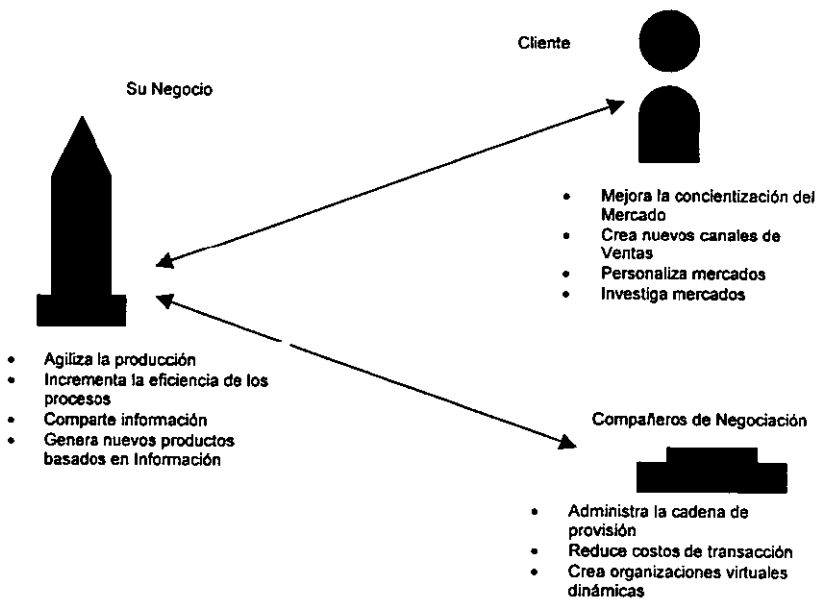 Su Negocio
• Agiliza la producción
• Incrementa la eficiencia de los
procesos
• Comparte información
• Genera nuevos productos
basados en Información
Cliente
• Mejora la concientización del
Mercado
• Crea nuevos canales de
Ventas
• Personaliza mercados
• Investiga mercados
Compañeros de Negociación
• Administra la cadena de
provisión
• Reduce costos de transacción
• Crea organizaciones virtuales
dinámicas